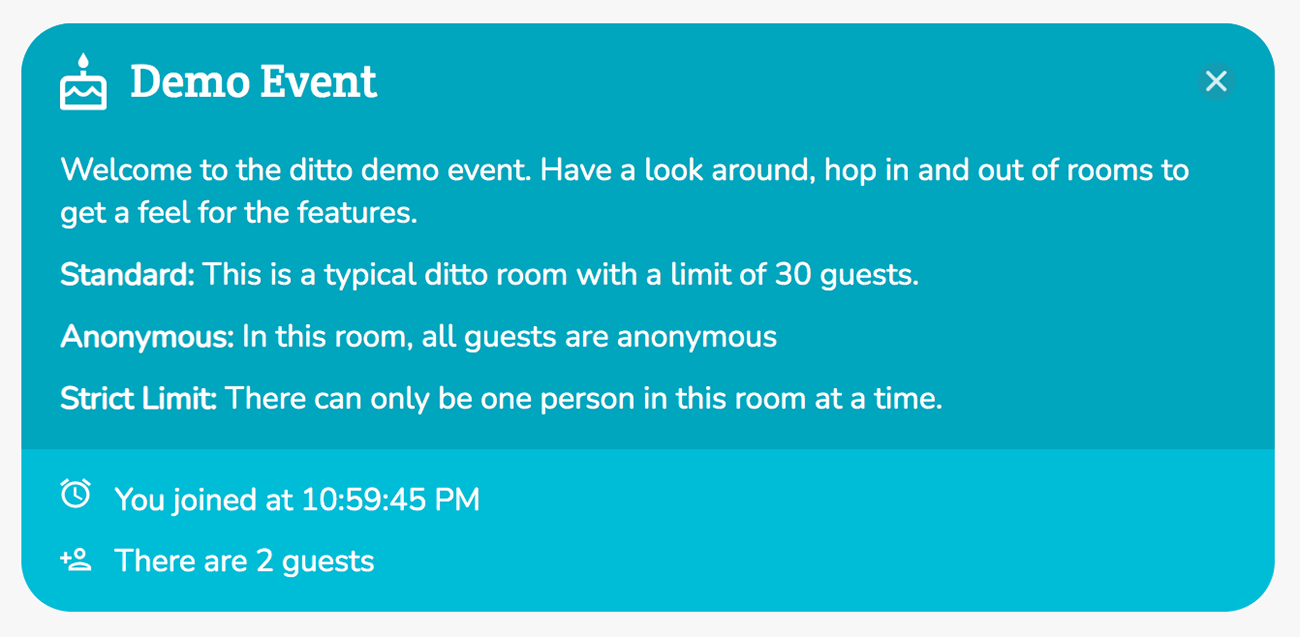 Demo Event
Welcome to the ditto demo event. Have a look around, hop in and out of rooms to
get a feel for the features.
Standard: This is a typical ditto room with a limit of 30 guests.
Anonymous: In this room, all guests are anonymous
Strict Limit: There can only be one person in this room at a time.
You joined at 10:59:45 PM
There are 2 guests